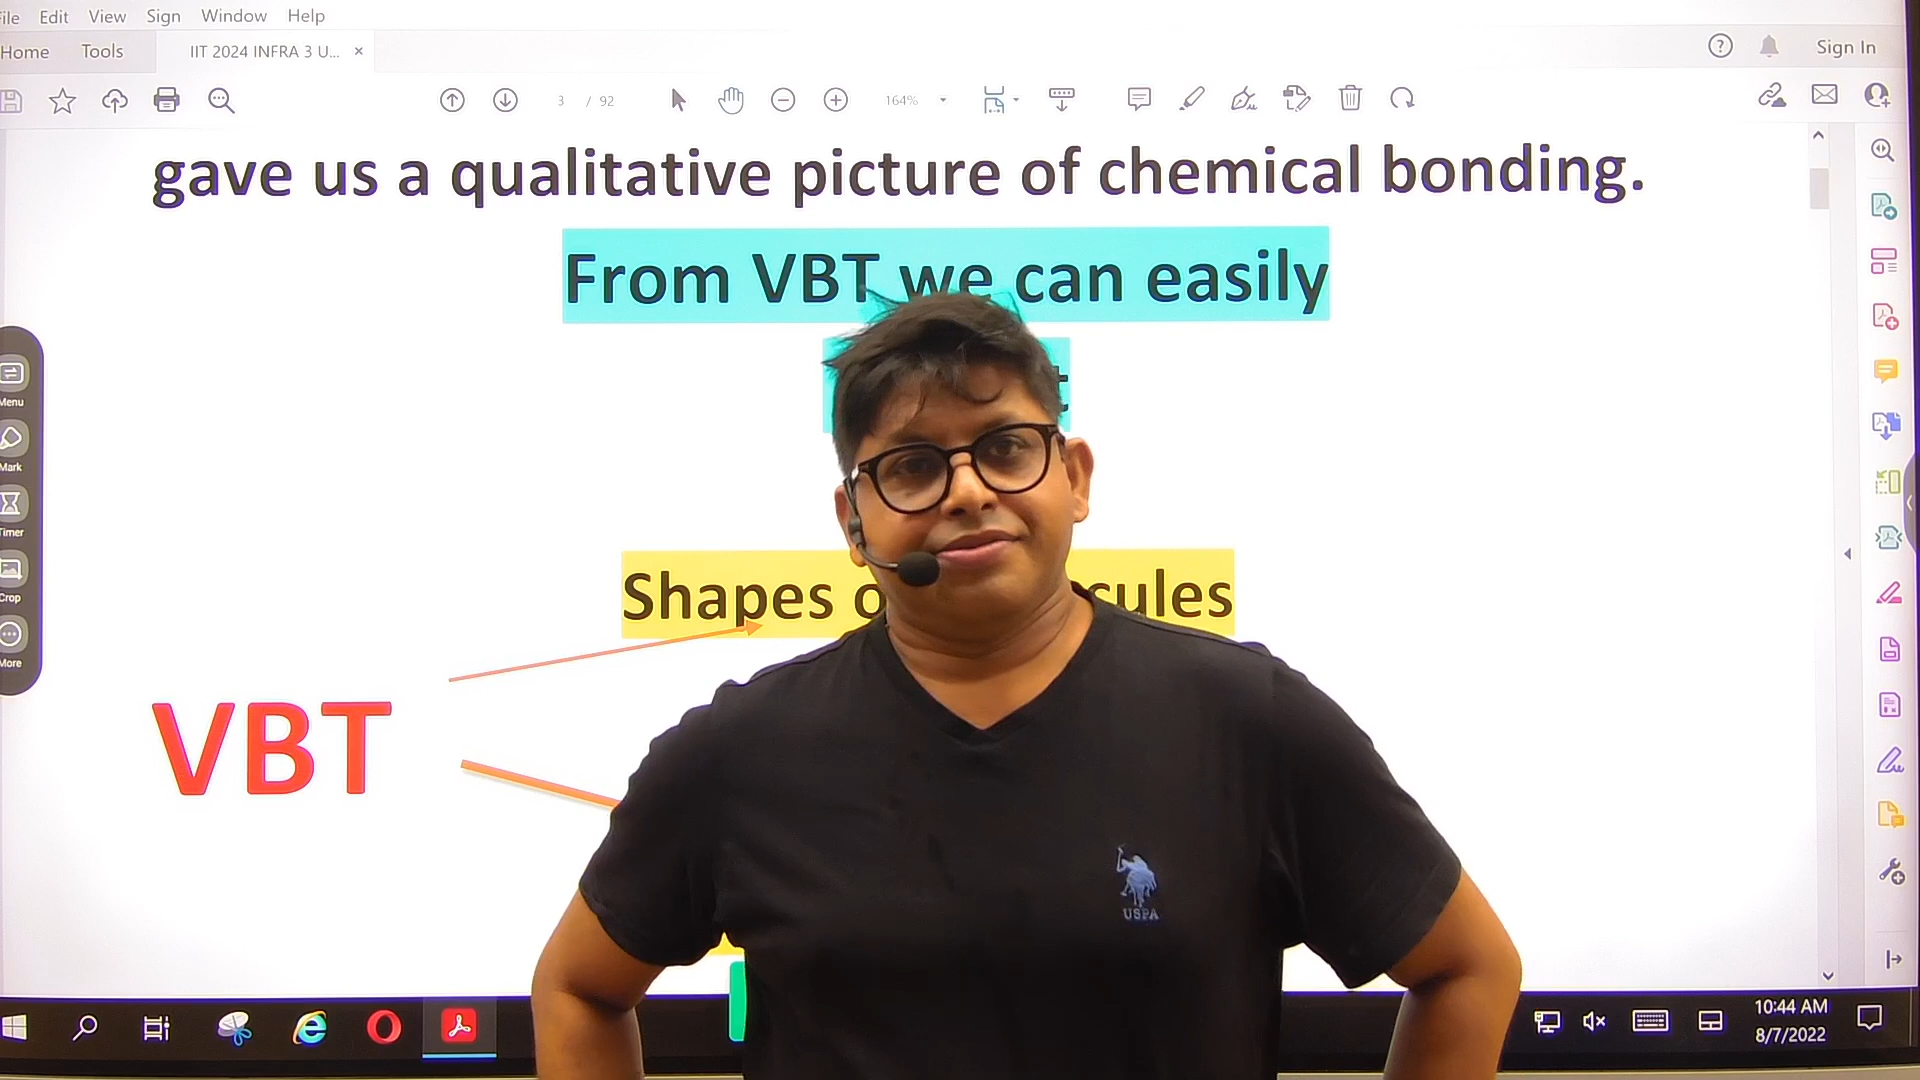 File Edit View Sign Window Help
Home Tools IIT 2024 INFRA 3 U... × Sign In
3 / 92 164%
gave us a qualitative picture of chemical bonding.
From VBT we can easily
Shapes
VBT
Menu
Mark
Timer
Crop
More
USPA
10:44 AM
8/7/2022